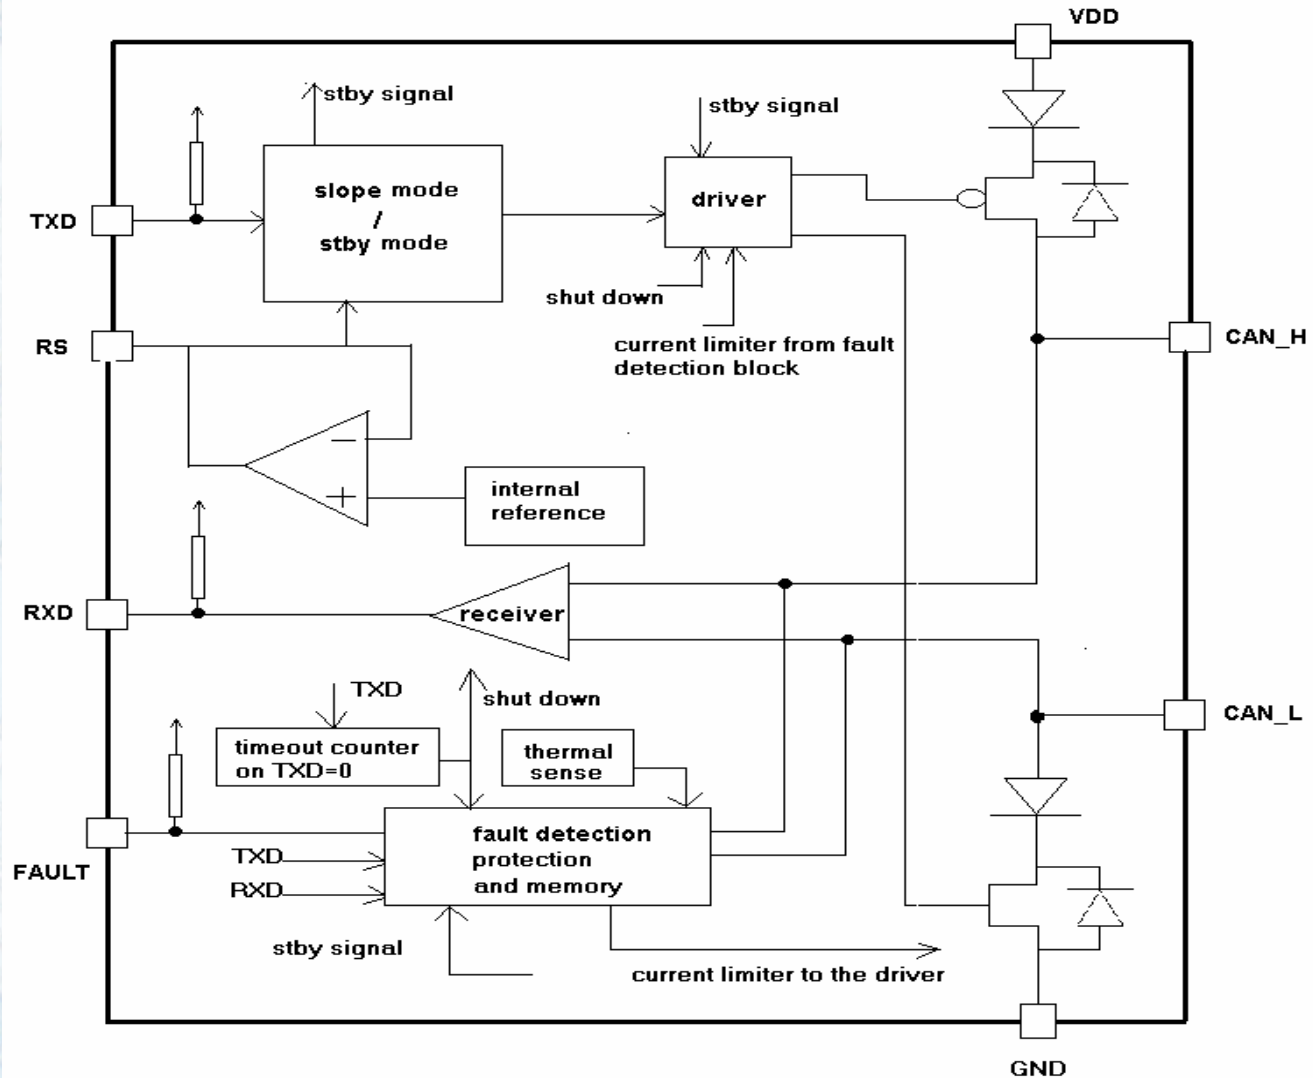 VDD
stby signal
stby signal
slope mode
/
stby mode
driver
TXD
shut down
RS
current limiter from fault
detection block
CAN_H
−
+
internal
reference
RXD
receiver
TXD
shut down
timeout counter
on TXD=0
thermal
sense
CAN_L
FAULT
fault detection
protection
and memory
TXD
RXD
stby signal
current limiter to the driver
GND